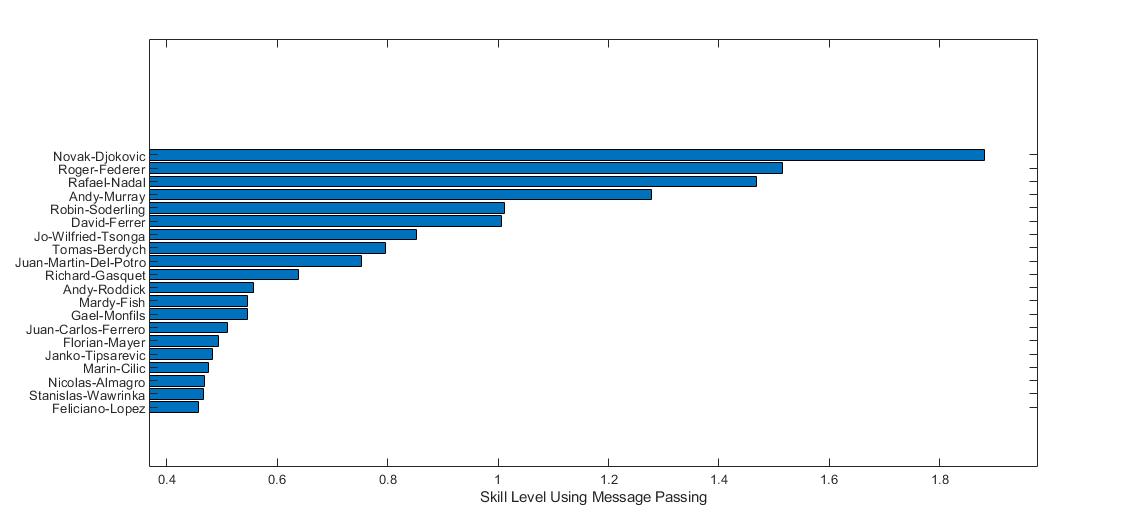 Novak-Djokovic
Roger-Federer
Rafael-Nadal
Andy-Murray
Robin-Soderling
David-Ferrer
Jo-Wilfried-Tsonga
Tomas-Berdych
Juan-Martin-Del-Potro
Richard-Gasquet
Andy-Roddick
Mardy-Fish
Gael-Monfils
Juan-Carlos-Ferrero
Florian-Mayer
Janko-Tipsarevic
Marin-Cilic
Nicolas-Almagro
Stanislas-Wawrinka
Feliciano-Lopez
0.4 0.6 0.8 1 1.2 1.4 1.6 1.8
Skill Level Using Message Passing